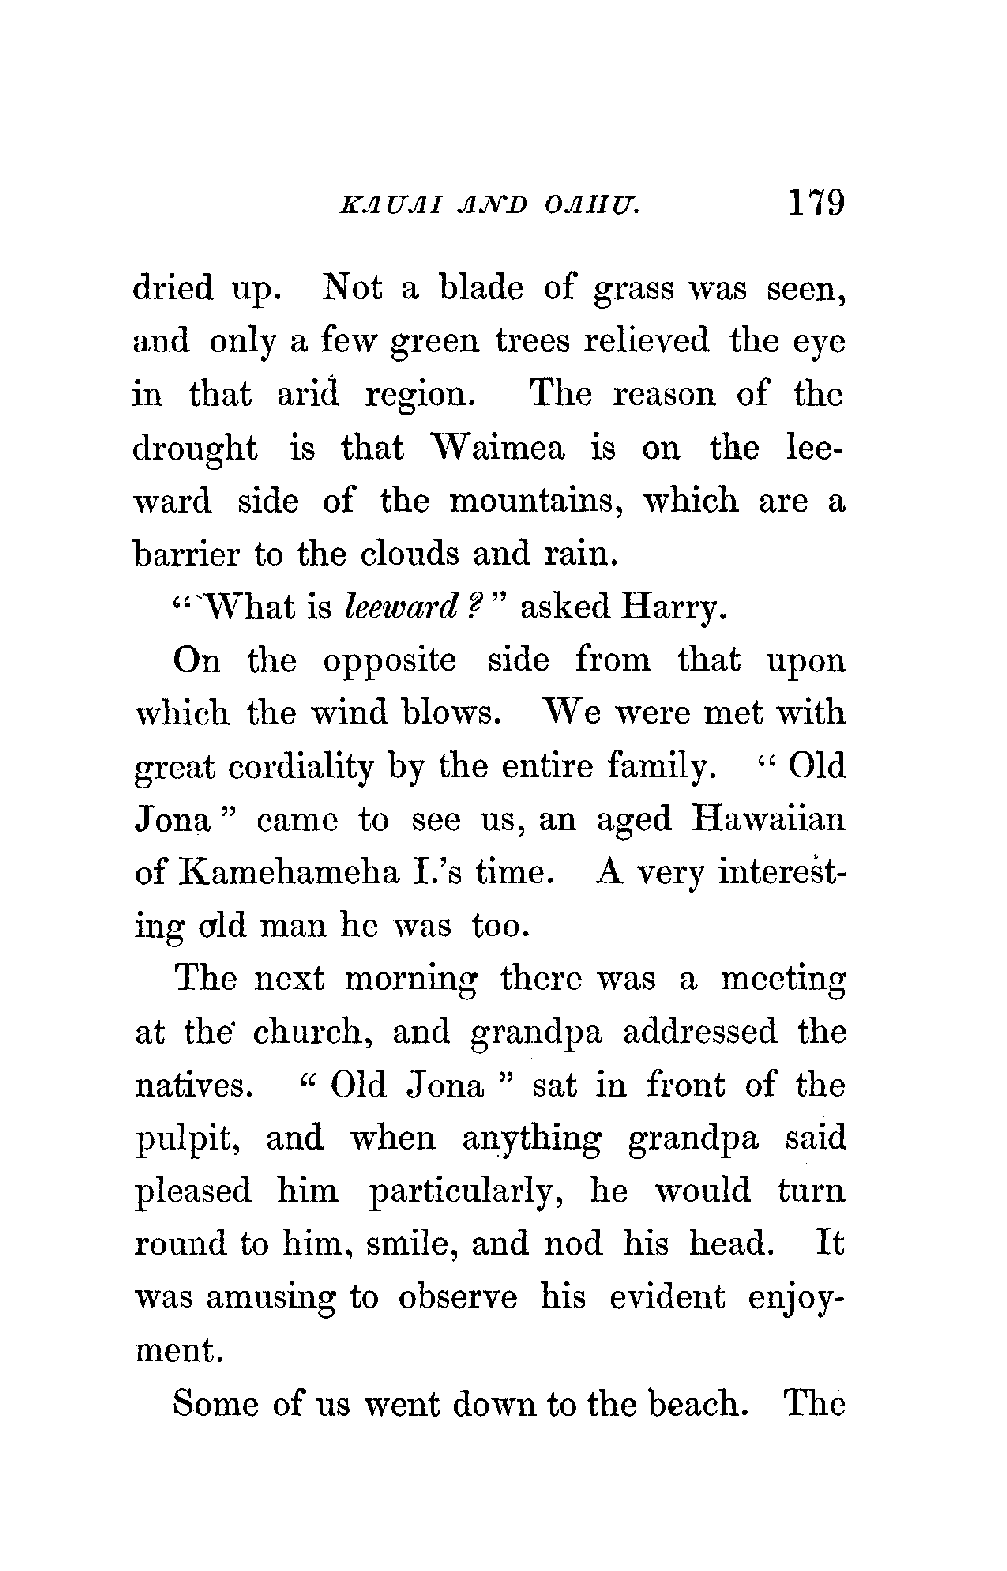 KAUAI AND OAHU. 179
dried up. Not a blade of grass was seen,
and only a few green trees relieved the eye
in that arid region. The reason of the
drought is that Waimea is on the lee-
ward side of the mountains, which are a
barrier to the clouds and rain.
“What is leeward?” asked Harry.
On the opposite side from that upon
which the wind blows. We were met with
great cordiality by the entire family. “Old
Jona” came to see us, an aged Hawaiian
of Kamehameha I.'s time. A very interest-
ing old man he was too.
The next morning there was a meeting
at the church, and grandpa addressed the
natives. “Old Jona” sat in front of the
pulpit, and when anything grandpa said
pleased him particularly, he would turn
round to him, smile, and nod his head. It
was amusing to observe his evident enjoy-
ment.
Some of us went down to the beach. The